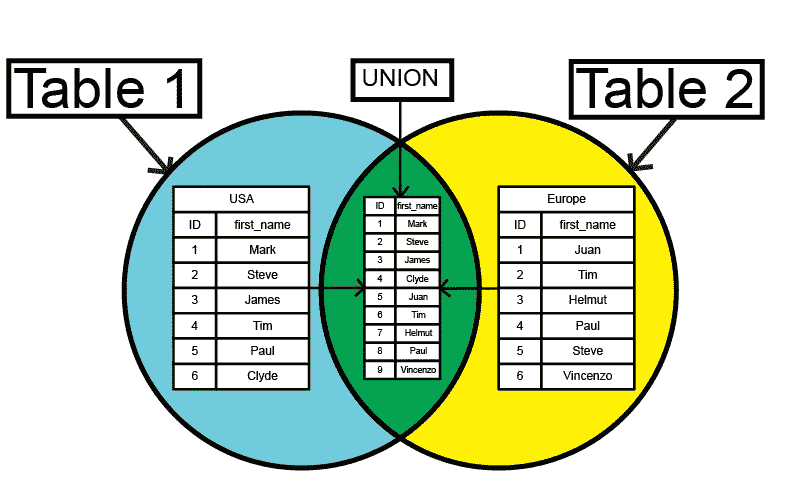 Table 1
UNION
Table 2
USA
ID first_name
1 Mark
2 Steve
3 James
4 Tim
5 Paul
6 Clyde
ID first_name
1 Mark
2 Steve
3 James
4 Clyde
5 Juan
6 Tim
7 Helmut
8 Paul
9 Vincenzo
Europe
ID first_name
1 Juan
2 Tim
3 Helmut
4 Paul
5 Steve
6 Vincenzo